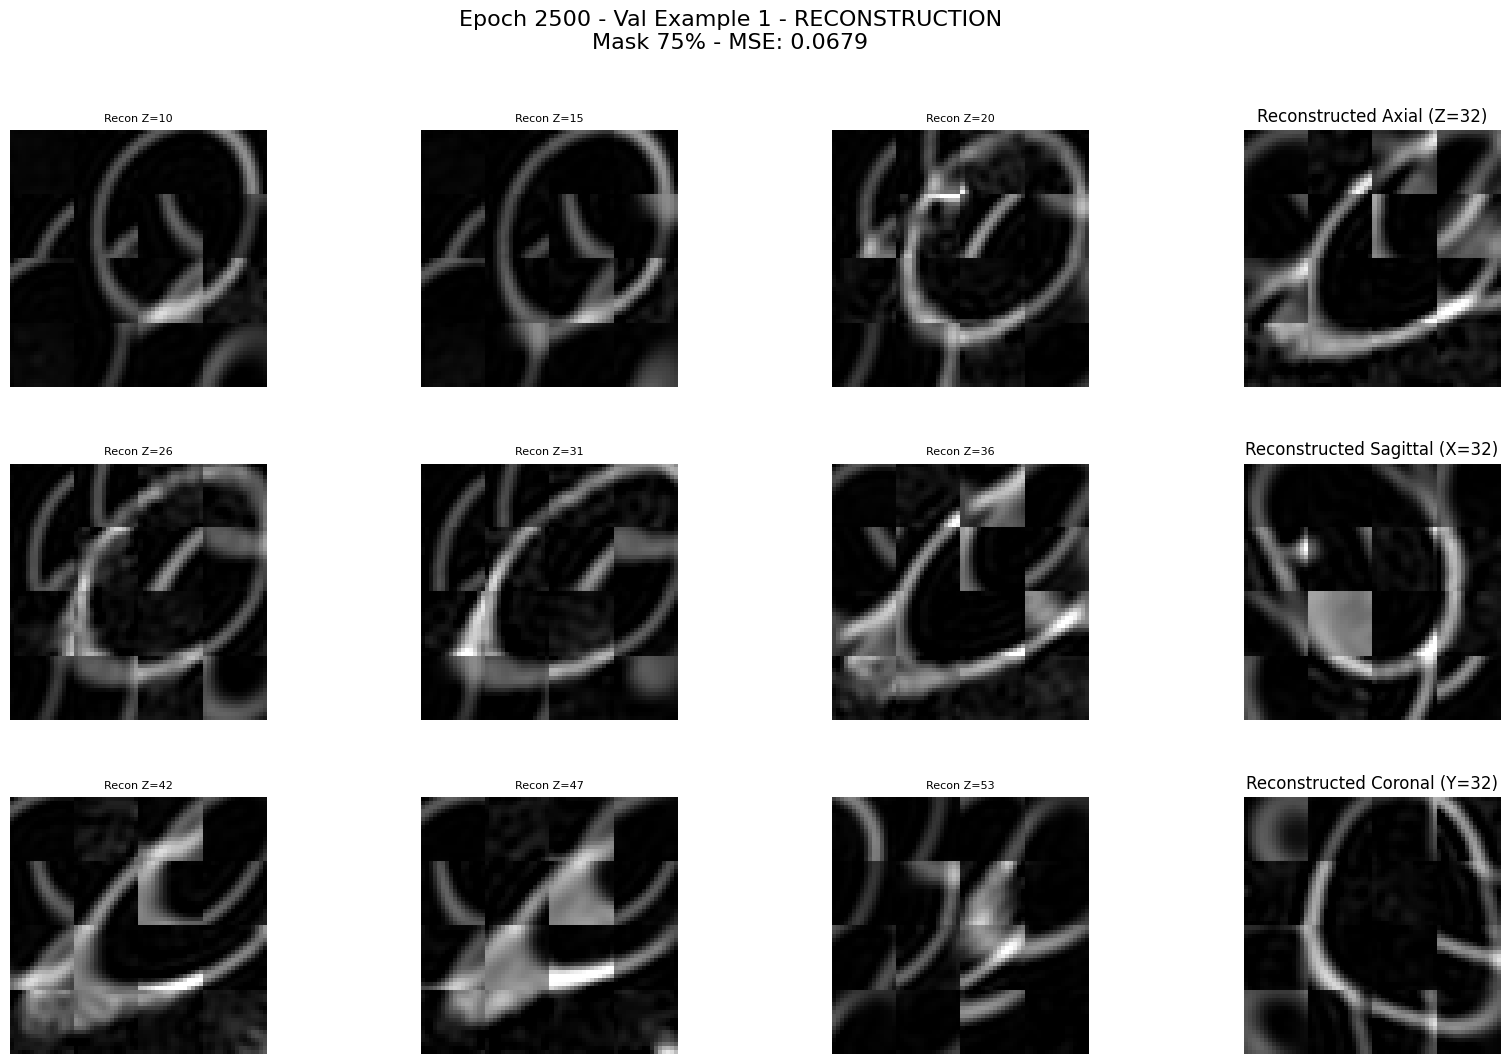 Epoch 2500 - Val Example 1 - RECONSTRUCTION
Mask 75% - MSE: 0.0679
Recon Z=10
Recon Z=15
Recon Z=20
Reconstructed Axial (Z=32)
Recon Z=26
Recon Z=31
Recon Z=36
Reconstructed Sagittal (X=32)
Recon Z=42
Recon Z=47
Recon Z=53
Reconstructed Coronal (Y=32)